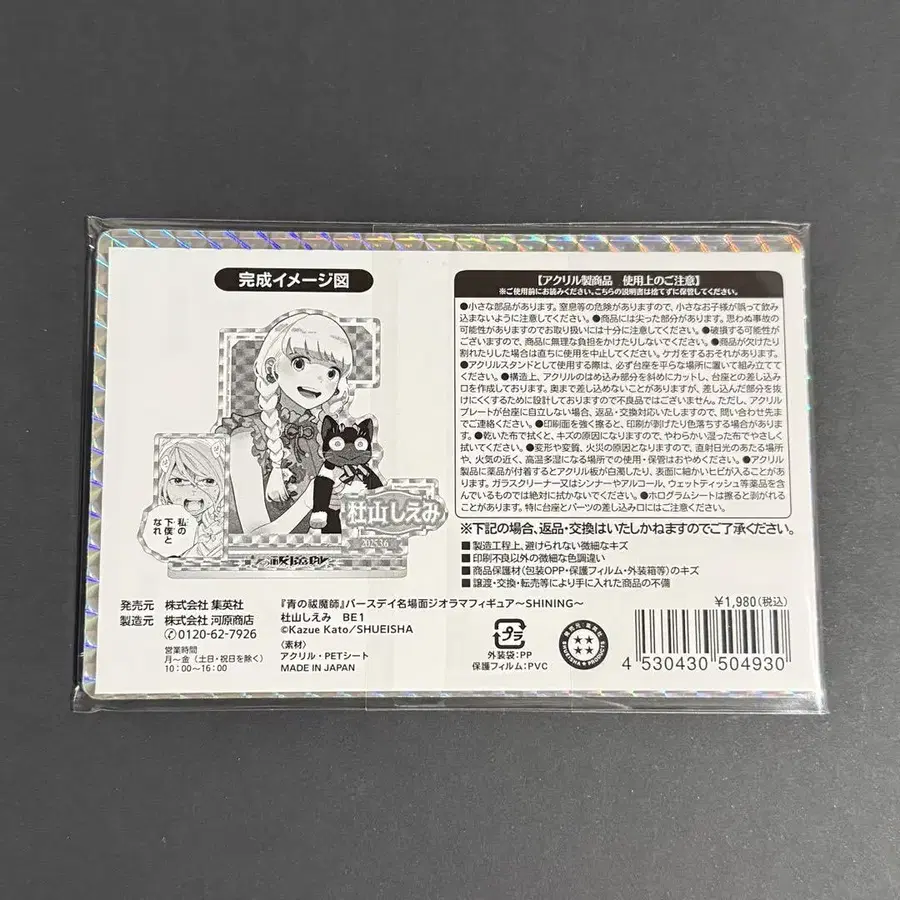 完成イメージ図
私の
下僕と
なれ
杜山しえみ
【アクリル製商品　使用上のご注意】
※ご使用前にお読みください。こちらの説明書は捨てずに保管してください。
●小さな部品があります。窒息等の危険がありますので、小さなお子様が誤って飲み
込まないように注意してください。●商品には尖った部分があります。思わぬ事故の
可能性がありますのでお取り扱いには十分に注意してください。●破損する可能性が
ございますので、商品に無理な負担をかけたりしないでください。●商品が欠けたり
割れたりした場合は直ちに使用を中止してください。ケガをするおそれがあります。
●アクリルスタンドとして使用する際は、必ず台座を平らな場所に置いて組み立てて
ください。●構造上、アクリルのはめ込み部分を斜めにカットし、台座との差し込み
口を作成しております。奥まで差し込めないことがありますが、差し込んだ部分を抜
けにくくするために設計しておりますので不良品ではございません。ただし、アクリル
プレートが台座に自立しない場合、返品・交換対応いたしますので、問い合わせ先ま
でご連絡ください。●印刷面を強く擦ると、印刷が剥げたり色落ちする場合がありま
す。●乾いた布で拭くと、キズの原因になりますので、やわらかい湿った布でやさしく
拭いてください。●変形や変質、火災の原因となりますので、直射日光のあたる場所
や、火気の近く、高温多湿になる場所での使用・保管はおやめください。●アクリル
製品に薬品が付着するとアクリル板が白濁したり、表面に細かいヒビが入ることがあ
ります。ガラスクリーナー又はシンナーやアルコール、ウェットティッシュ等薬品を含
んでいるものでは絶対に拭かないでください。●ホログラムシートは擦ると剥がれる
ことがあります。特に台座とパーツの差し込み口にはご注意ください。
※下記の場合、返品・交換はいたしかねますのでご了承ください。
■製造工程上、避けられない微細なキズ
■印刷不良以外の微細な色調違い
■商品保護材(包装OPP・保護フィルム・外装箱等)のキズ
■譲渡・交換・転売等により手に入れた商品の不備
発売元　株式会社 集英社
製造元　株式会社 河原商店
0120-62-7926
営業時間
月～金（土日・祝日を除く）
10：00～16：00
『青の祓魔師』バースデイ名場面ジオラマフィギュア～SHINING～
杜山しえみ　BE1
©Kazue Kato/SHUEISHA
〈素材〉
アクリル・PETシート
MADE IN JAPAN
¥1,980(税込)
プラ
外装袋：PP
保護フィルム：PVC
SHUEISHA PRODUCTS
4 530430 504930